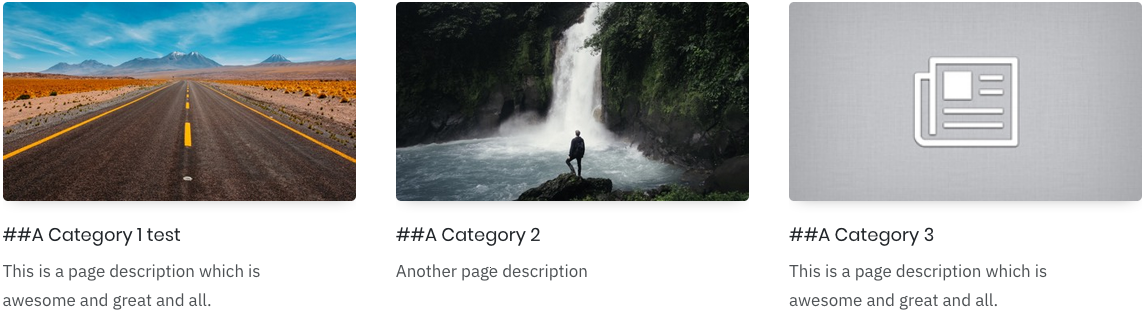 ##A Category 1 test
This is a page description which is
awesome and great and all.
##A Category 2
Another page description
##A Category 3
This is a page description which is
awesome and great and all.